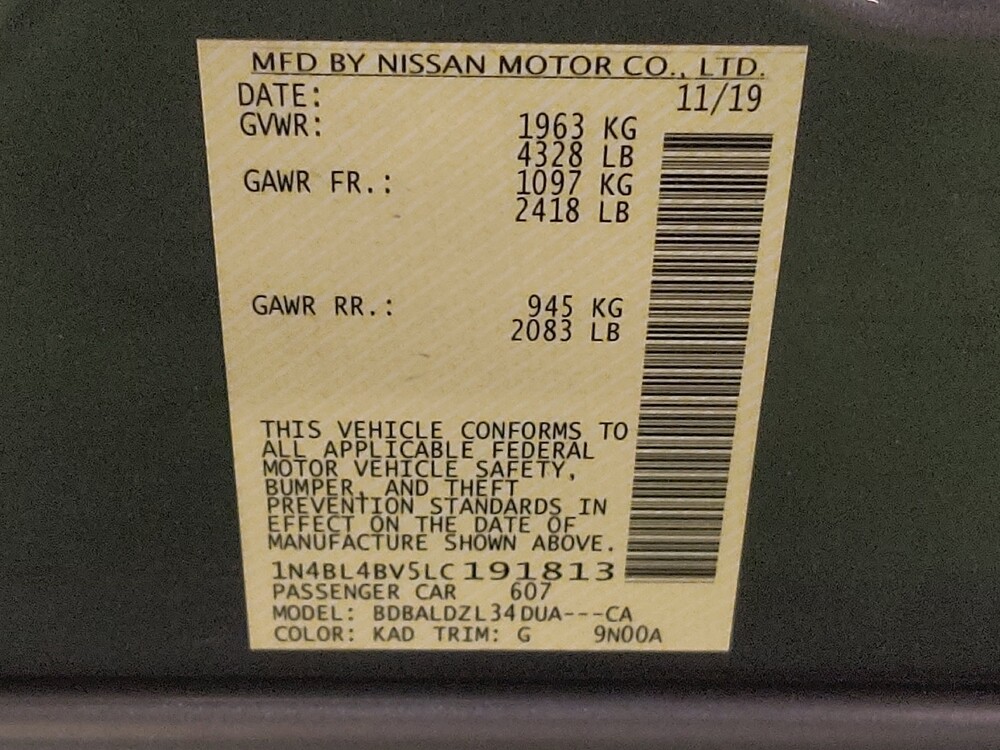 MFD BY NISSAN MOTOR CO., LTD.
DATE: 11/19
GVWR: 1963 KG
4328 LB
GAWR FR.: 1097 KG
2418 LB
GAWR RR.: 945 KG
2083 LB
THIS VEHICLE CONFORMS TO
ALL APPLICABLE FEDERAL
MOTOR VEHICLE SAFETY,
BUMPER, AND THEFT
PREVENTION STANDARDS IN
EFFECT ON THE DATE OF
MANUFACTURE SHOWN ABOVE.
1N4BL4BV5LC191813
PASSENGER CAR 607
MODEL: BDBALDZL34DUA---CA
COLOR: KAD TRIM: G 9N00A